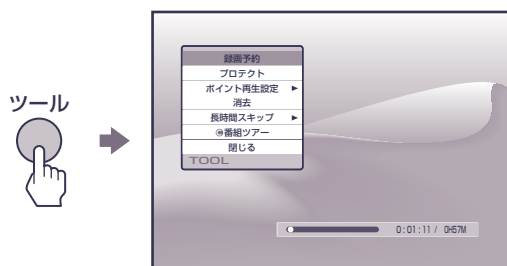 ツール
録画予約
プロテクト
ポイント再生設定 ►
消去
長時間スキップ ►
番組ツアー
閉じる
TOOL
0:01:11 / 0H57M